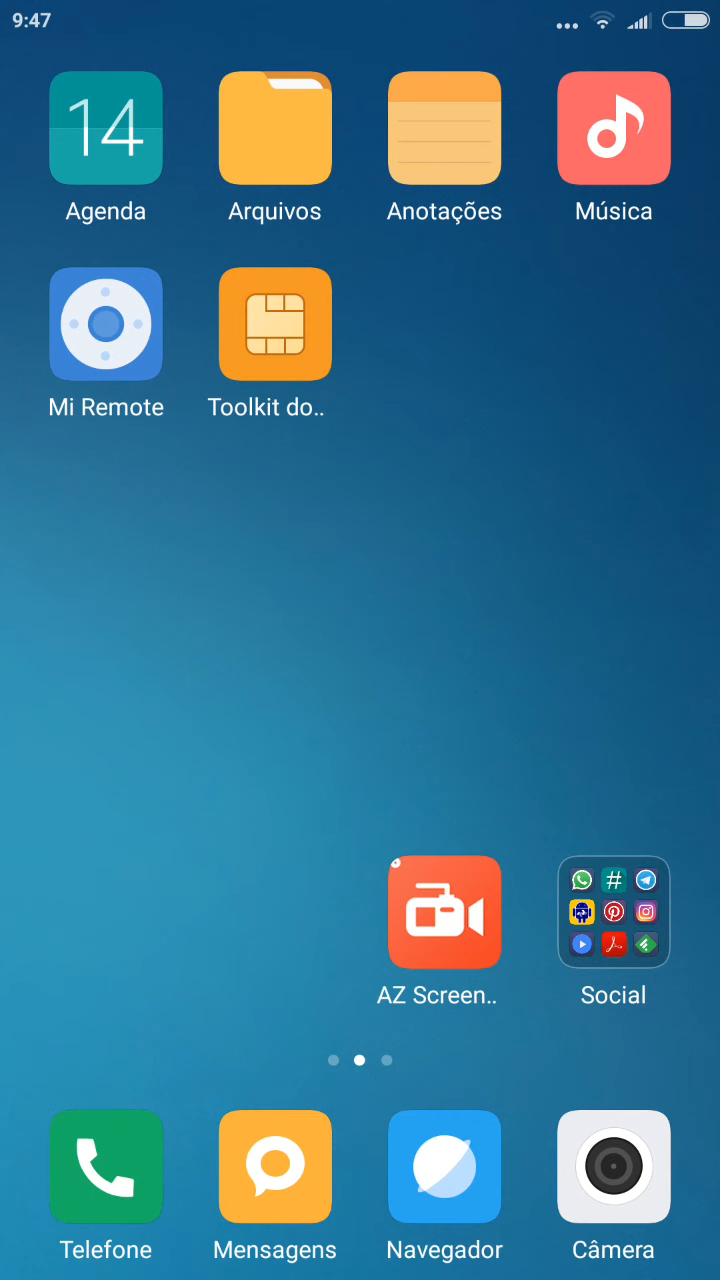 9:47
14
Agenda
Arquivos
Anotações
Música
Mi Remote
Toolkit do..
AZ Screen..
#
Social
Telefone
Mensagens
Navegador
Câmera